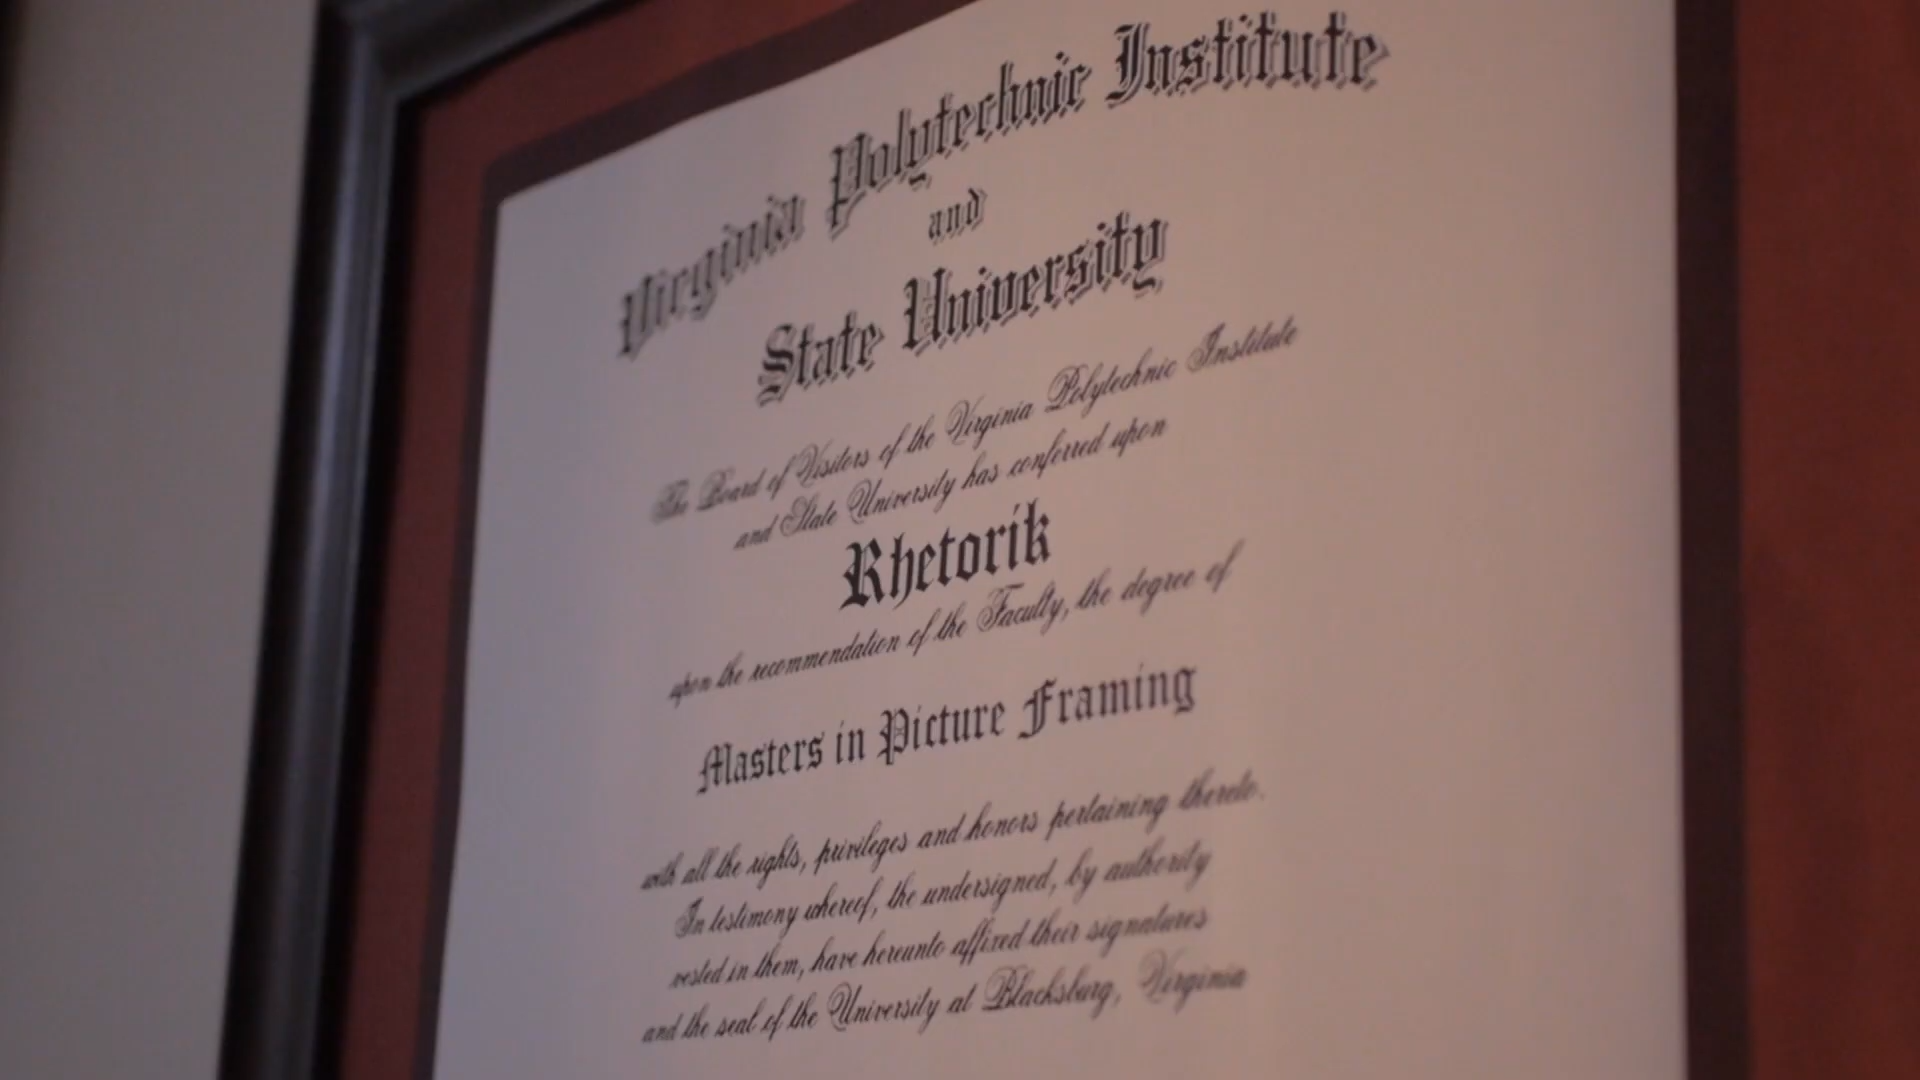 Virginia Polytechnic Institute
and
State University
The Board of Visitors of the Virginia Polytechnic Institute
and State University has conferred upon
Rhetorik
upon the recommendation of the Faculty, the degree of
Masters in Picture Framing
with all the rights, privileges and honors pertaining thereto.
In testimony whereof, the undersigned, by authority
vested in them, have hereunto affixed their signatures
and the seal of the University at Blacksburg, Virginia